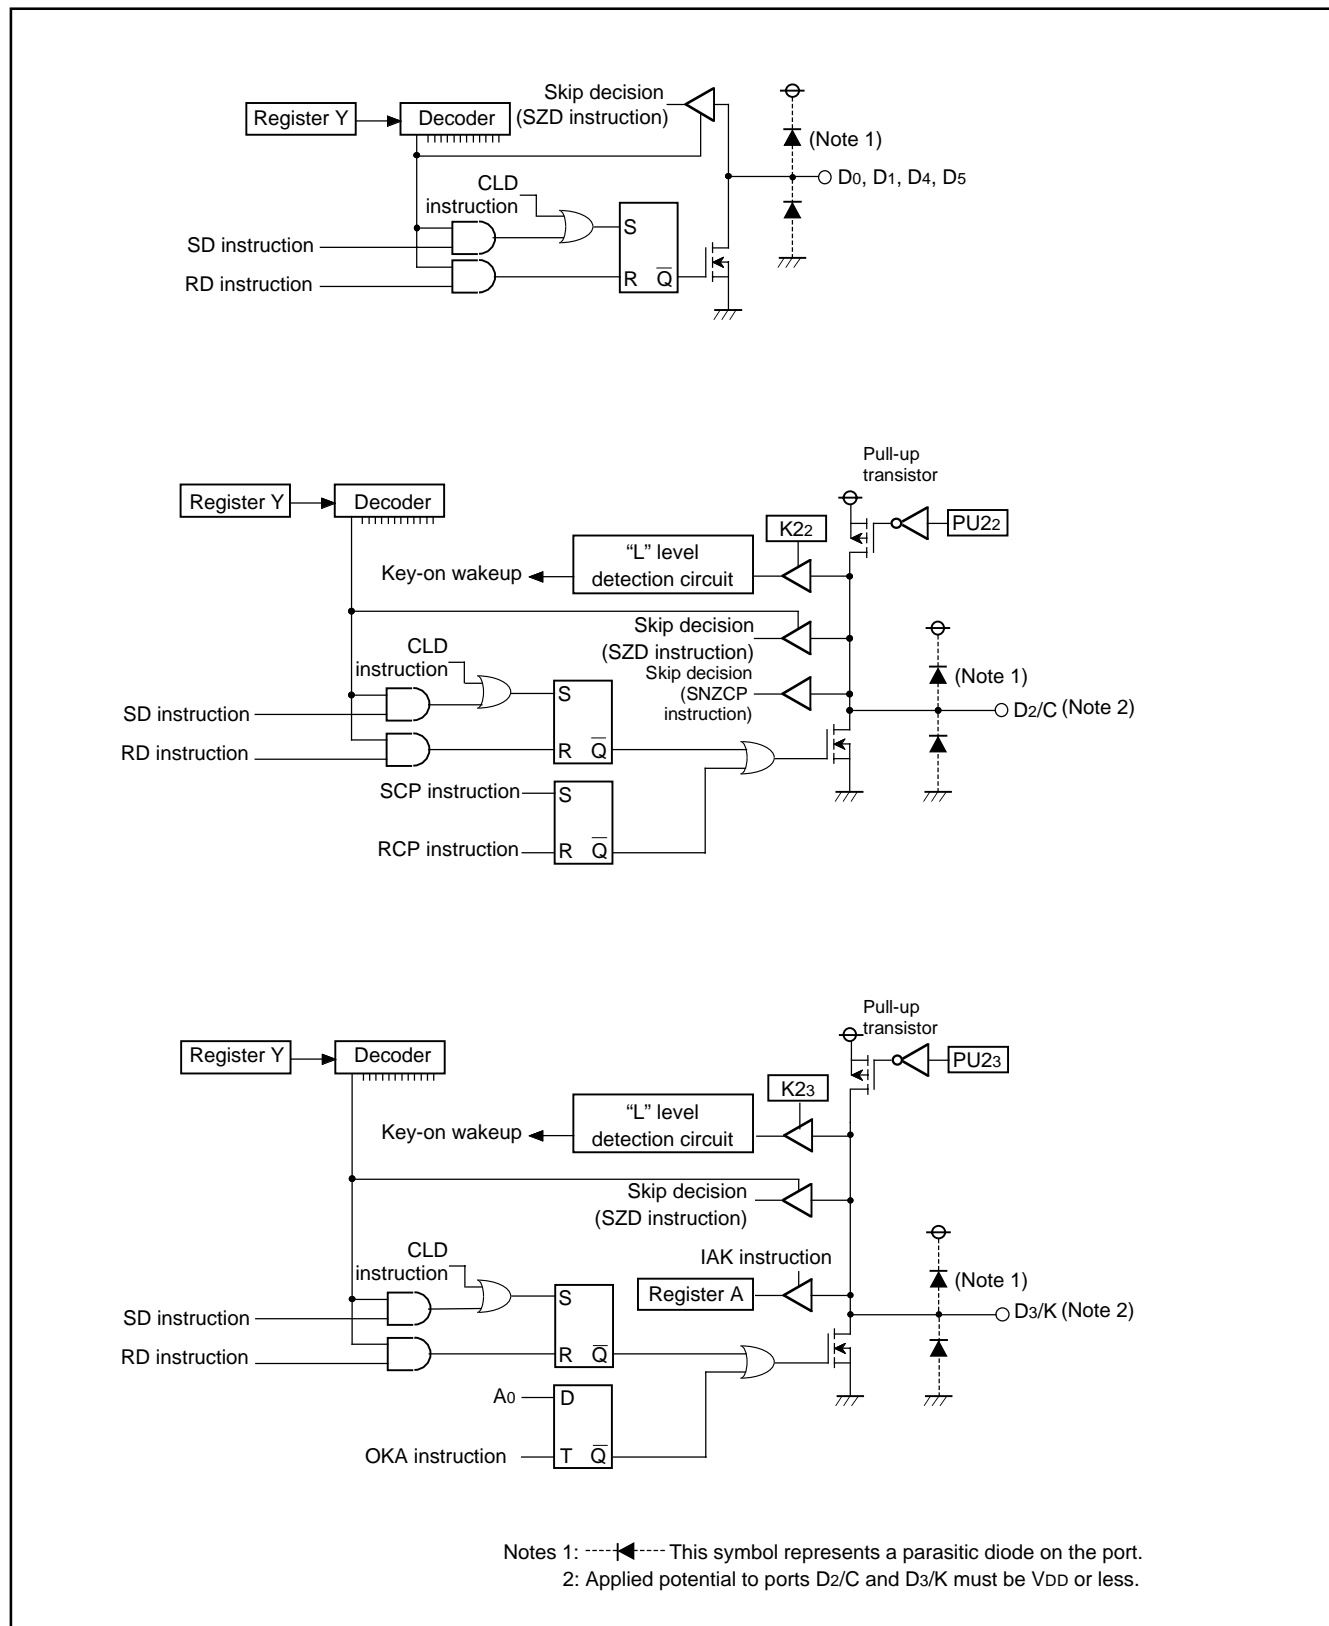 Skip decision
(SZD instruction)
Register Y
Decoder
(Note 1)
D0, D1, D4, D5
CLD
instruction
SD instruction
RD instruction
S
R
Q
Pull-up
transistor
Register Y
Decoder
K22
PU22
"L" level
detection circuit
Key-on wakeup
Skip decision
(SZD instruction)
CLD
instruction
Skip decision
(SNZCP
instruction)
(Note 1)
SD instruction
D2/C (Note 2)
RD instruction
S
R
Q
SCP instruction
RCP instruction
S
R
Q
Pull-up
transistor
Register Y
Decoder
K23
PU23
"L" level
detection circuit
Key-on wakeup
Skip decision
(SZD instruction)
CLD
instruction
IAK instruction
Register A
(Note 1)
SD instruction
D3/K (Note 2)
RD instruction
S
R
Q
A0
OKA instruction
D
T
Q
Notes 1: This symbol represents a parasitic diode on the port.
2: Applied potential to ports D2/C and D3/K must be VDD or less.